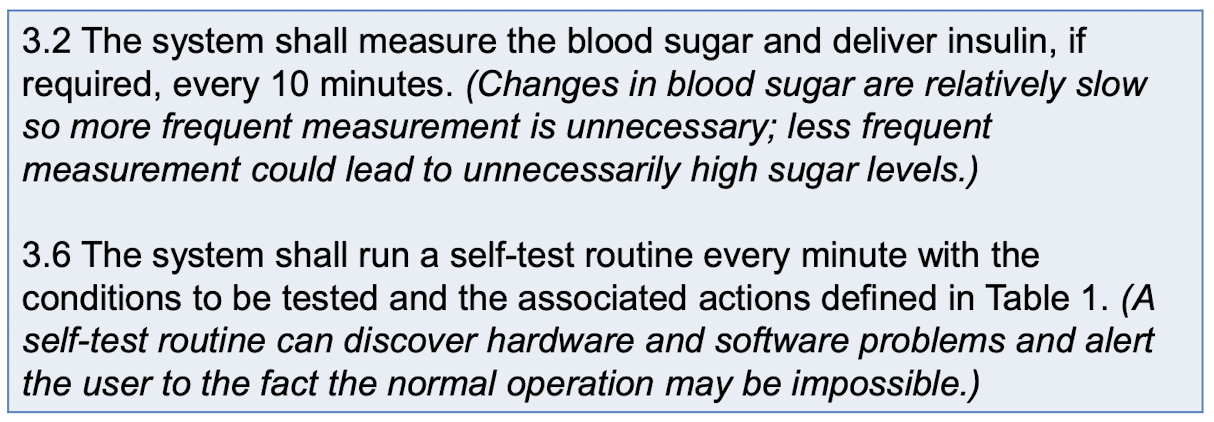 3.2 The system shall measure the blood sugar and deliver insulin, if
required, every 10 minutes. (Changes in blood sugar are relatively slow
so more frequent measurement is unnecessary; less frequent
measurement could lead to unnecessarily high sugar levels.)
3.6 The system shall run a self-test routine every minute with the
conditions to be tested and the associated actions defined in Table 1. (A
self-test routine can discover hardware and software problems and alert
the user to the fact the normal operation may be impossible.)